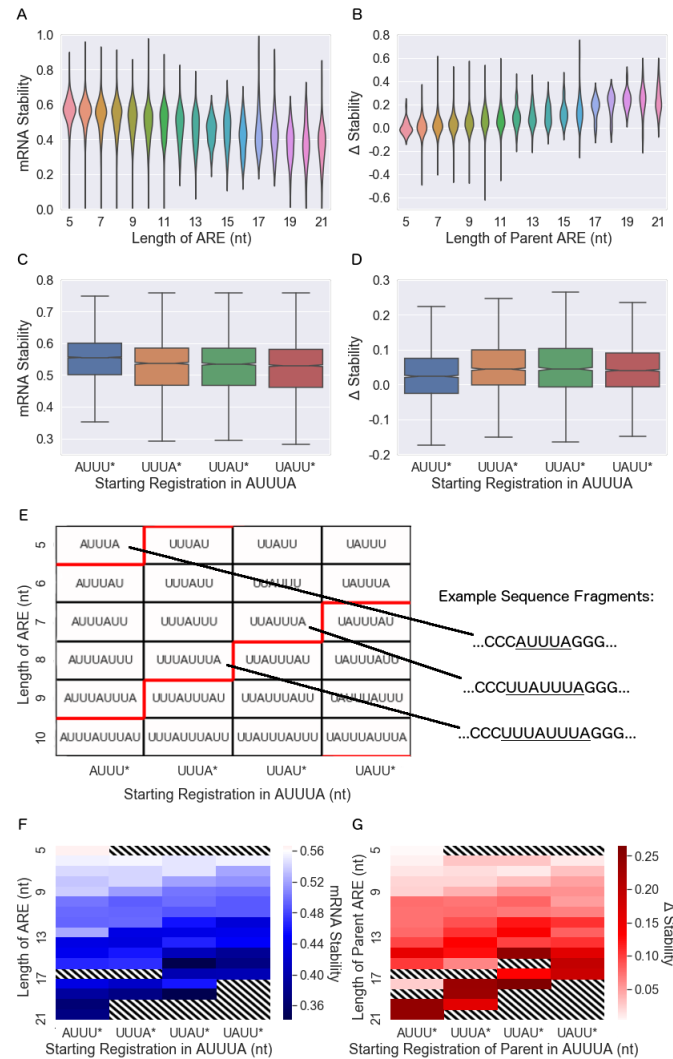 A
B
mRNA Stability
1.0
0.8
0.6
0.4
0.2
0.0
5 7 9 11 13 15 17 19 21
Length of ARE (nt)
Δ Stability
0.8
0.6
0.4
0.2
0.0
-0.2
-0.4
-0.6
5 7 9 11 13 15 17 19 21
Length of Parent ARE (nt)
C
D
mRNA Stability
0.8
0.7
0.6
0.5
0.4
0.3
AUUU* UUUA* UUAU* UAUU*
Starting Registration in AUUUA
Δ Stability
0.3
0.2
0.1
0.0
-0.1
-0.2
AUUU* UUUA* UUAU* UAUU*
Starting Registration in AUUUA
E
Length of ARE (nt)
5 AUUUA UUUAU UUAUU UAUUU
6 AUUUAU UUUAUU UUAUUU UAUUUA
7 AUUUAUU UUUAUUU UUAUUUA UAUUUAU
8 AUUUAUUU UUUAUUUA UUAUUUAU UAUUUAUU
9 AUUUAUUUA UUUAUUUAU UUAUUUAUU UAUUUAUUU
10 AUUUAUUUAU UUUAUUUAUU UUAUUUAUUU UAUUUAUUUA
AUUU* UUUA* UUAU* UAUU*
Starting Registration in AUUUA (nt)
Example Sequence Fragments:
...CCCAUUUAGGG...
...CCCUUAUUUAGGG...
...CCCUUUAUUUAGGG...
F
G
Length of ARE (nt)
5
9
13
17
21
AUUU* UUUA* UUAU* UAUU*
Starting Registration in AUUUA (nt)
0.56
0.52
0.48
0.44
0.40
0.36
mRNA Stability
Length of Parent ARE (nt)
5
9
13
17
21
AUUU* UUUA* UUAU* UAUU*
Starting Registration of Parent in AUUUA (nt)
0.25
0.20
0.15
0.10
0.05
Δ Stability